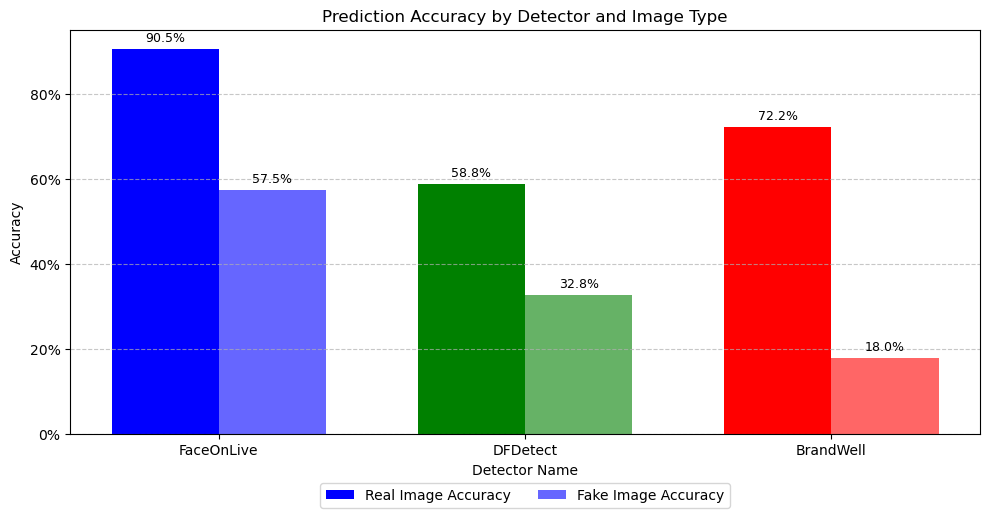 Prediction Accuracy by Detector and Image Type
90.5%
57.5%
58.8%
32.8%
72.2%
18.0%
80%
60%
40%
20%
0%
Accuracy
FaceOnLive DFDetect BrandWell
Detector Name
Real Image Accuracy Fake Image Accuracy